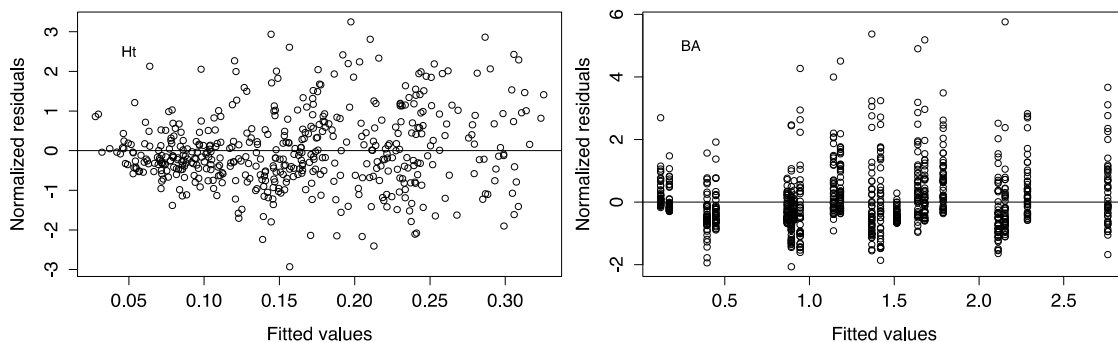 Normalized residuals
3
2
1
0
-1
-2
-3
Ht
0.05 0.10 0.15 0.20 0.25 0.30
Fitted values
Normalized residuals
6
4
2
0
-2
BA
0.5 1.0 1.5 2.0 2.5
Fitted values